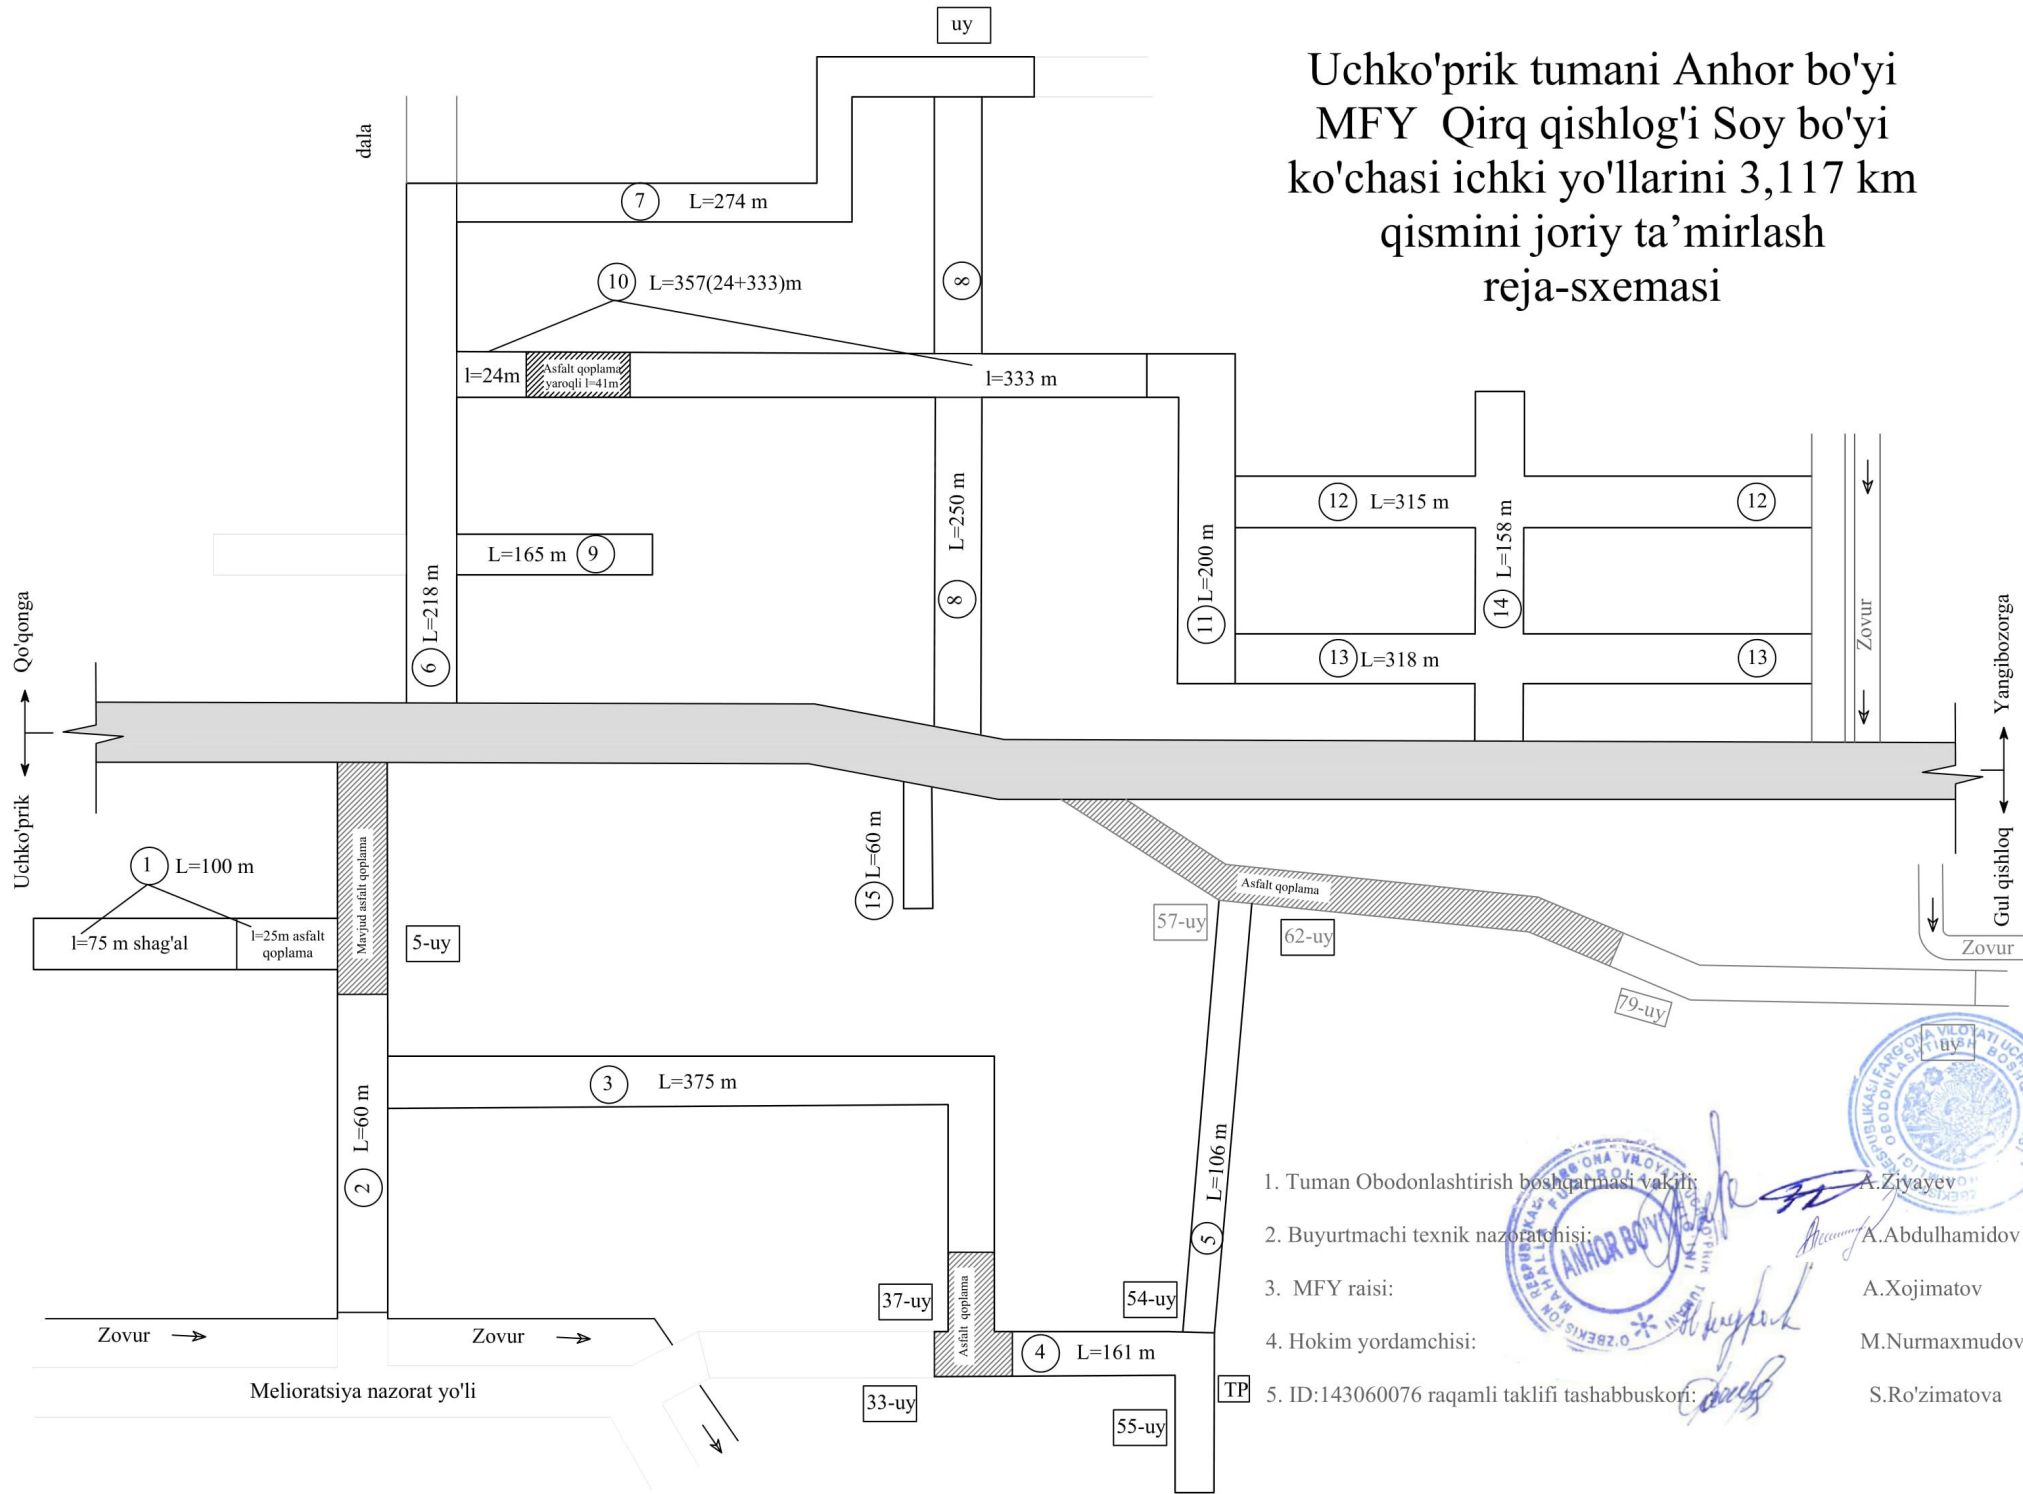 uy
Uchko'prik tumani Anhor bo'yi
MFY Qirq qishlog'i Soy bo'yi
ko'chasi ichki yo'llarini 3,117 km
qismini joriy ta’mirlash
reja-sxemasi
dala
7 L=274 m
10 L=357(24+333)m
8
l=24m
Asfalt qoplama
yaroqli l=41m
l=333 m
12 L=315 m
12
L=250 m
8
L=158 m
14
L=165 m 9
11 L=200 m
6 L=218 m
13 L=318 m
13
Zovur
Qo'qonga
Uchko'prik
Yangibozorga
Gul qishloq
1 L=100 m
l=75 m shag'al
l=25m asfalt
qoplama
Mavjud asfalt qoplama
5-uy
15 L=60 m
Asfalt qoplama
57-uy
62-uy
79-uy
Zovur
uy
3 L=375 m
2 L=60 m
5 L=106 m
37-uy
Asfalt qoplama
54-uy
4 L=161 m
33-uy
55-uy
TP
Zovur
Zovur
Melioratsiya nazorat yo'li
1. Tuman Obodonlashtirish boshqarmasi vakili: A.Ziyayev
2. Buyurtmachi texnik nazoratchisi: A.Abdulhamidov
3. MFY raisi: A.Xojimatov
4. Hokim yordamchisi: M.Nurmaxmudov
5. ID:143060076 raqamli taklifi tashabbuskori: S.Ro'zimatova
ANHOR BO'YI